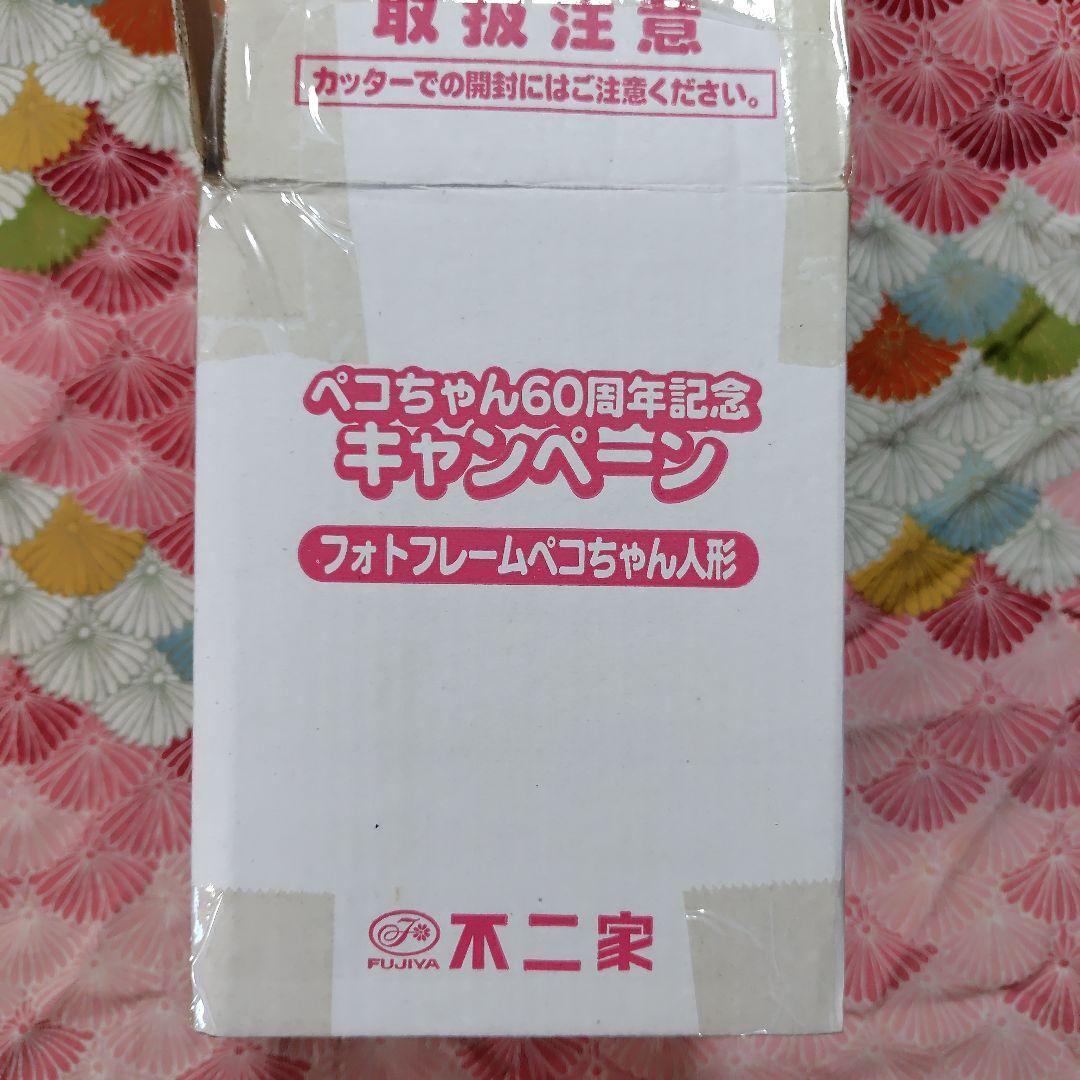 取扱注意
カッターでの開封にはご注意ください。
ペコちゃん60周年記念
キャンペーン
フォトフレームペコちゃん人形
F
FUJIYA 不二家